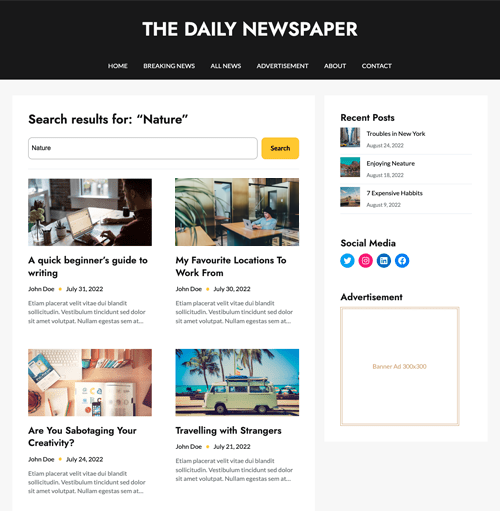 THE DAILY NEWSPAPER
HOME BREAKING NEWS ALL NEWS ADVERTISEMENT ABOUT CONTACT
Search results for: “Nature”
Nature
Search
A quick beginner’s guide to
writing
John Doe July 31, 2022
Etiam placerat velit vitae dui blandit
sollicitudin. Vestibulum tincidunt sed dolor
sit amet volutpat. Nullam egestas sem at...
My Favourite Locations To
Work From
John Doe July 30, 2022
Etiam placerat velit vitae dui blandit
sollicitudin. Vestibulum tincidunt sed dolor
sit amet volutpat. Nullam egestas sem at...
Are You Sabotaging Your
Creativity?
John Doe July 24, 2022
Etiam placerat velit vitae dui blandit
sollicitudin. Vestibulum tincidunt sed dolor
sit amet volutpat. Nullam egestas sem at...
Travelling with Strangers
John Doe July 21, 2022
Etiam placerat velit vitae dui blandit
sollicitudin. Vestibulum tincidunt sed dolor
sit amet volutpat. Nullam egestas sem at...
Recent Posts
Troubles in New York
August 24, 2022
Enjoying Neature
August 18, 2022
7 Expensive Habbits
August 9, 2022
Social Media
Advertisement
Banner Ad 300x300